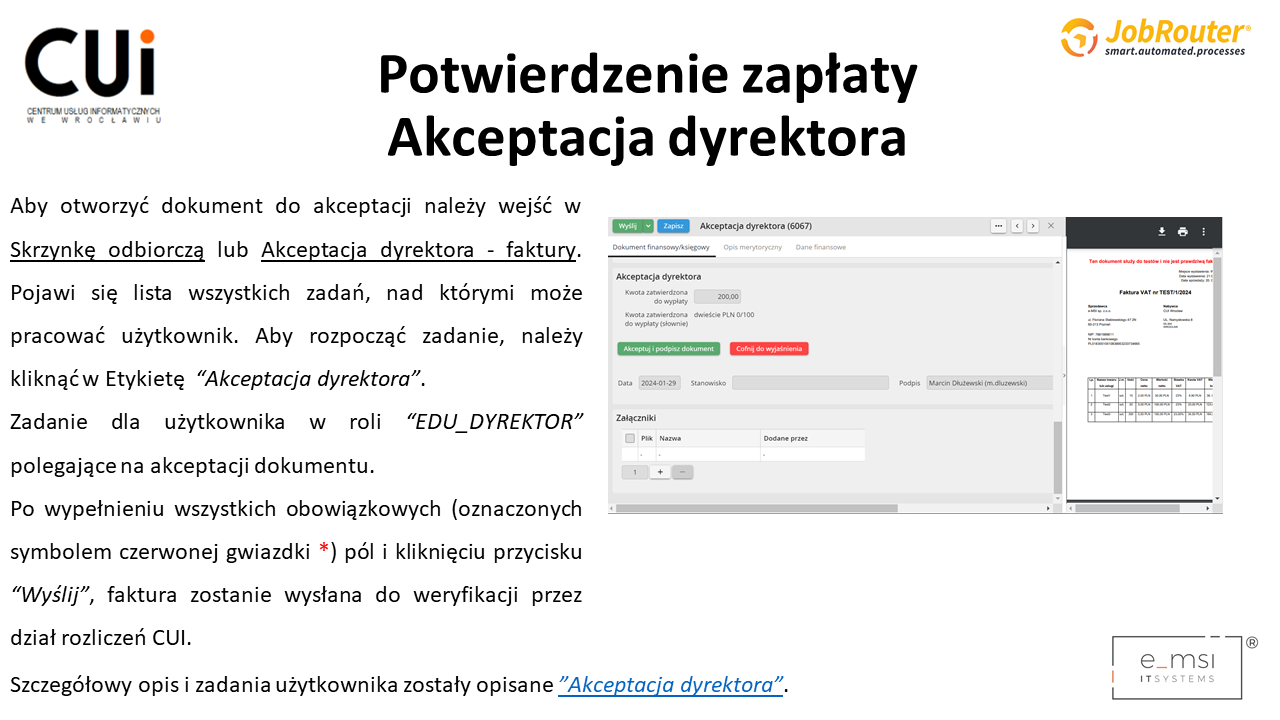 CUi
CENTRUM USŁUG INFORMATYCZNYCH
WE WROCŁAWIU
JobRouter®
smart.automated.processes
Potwierdzenie zapłaty
Akceptacja dyrektora
Aby otworzyć dokument do akceptacji należy wejść w
Skrzynkę odbiorczą lub Akceptacja dyrektora - faktury.
Pojawi się lista wszystkich zadań, nad którymi może
pracować użytkownik. Aby rozpocząć zadanie, należy
kliknąć w Etykietę “Akceptacja dyrektora”.
Zadanie dla użytkownika w roli “EDU_DYREKTOR”
polegające na akceptacji dokumentu.
Po wypełnieniu wszystkich obowiązkowych (oznaczonych
symbolem czerwonej gwiazdki *) pól i kliknięciu przycisku
“Wyślij”, faktura zostanie wysłana do weryfikacji przez
dział rozliczeń CUI.
Szczegółowy opis i zadania użytkownika zostały opisane ”Akceptacja dyrektora”.
Wyślij Zapisz Akceptacja dyrektora (6067)
Dokument finansowy/księgowy Opis merytoryczny Dane finansowe
Akceptacja dyrektora
Kwota zatwierdzona
do wypłaty 200,00
Kwota zatwierdzona dwieście PLN 0/100
do wypłaty (słownie)
Akceptuj i podpisz dokument Cofnij do wyjaśnienia
Data 2024-01-29 Stanowisko Podpis Marcin Dłużewski (m.dluzewski)
Załączniki
Plik Nazwa Dodane przez
- - -
1 + −
Ten dokument służy do testów i nie jest prawdziwą fak
Faktura VAT nr TEST/1/2024
Sprzedawca Nabywca
e_msi
ITSYSTEMS
®